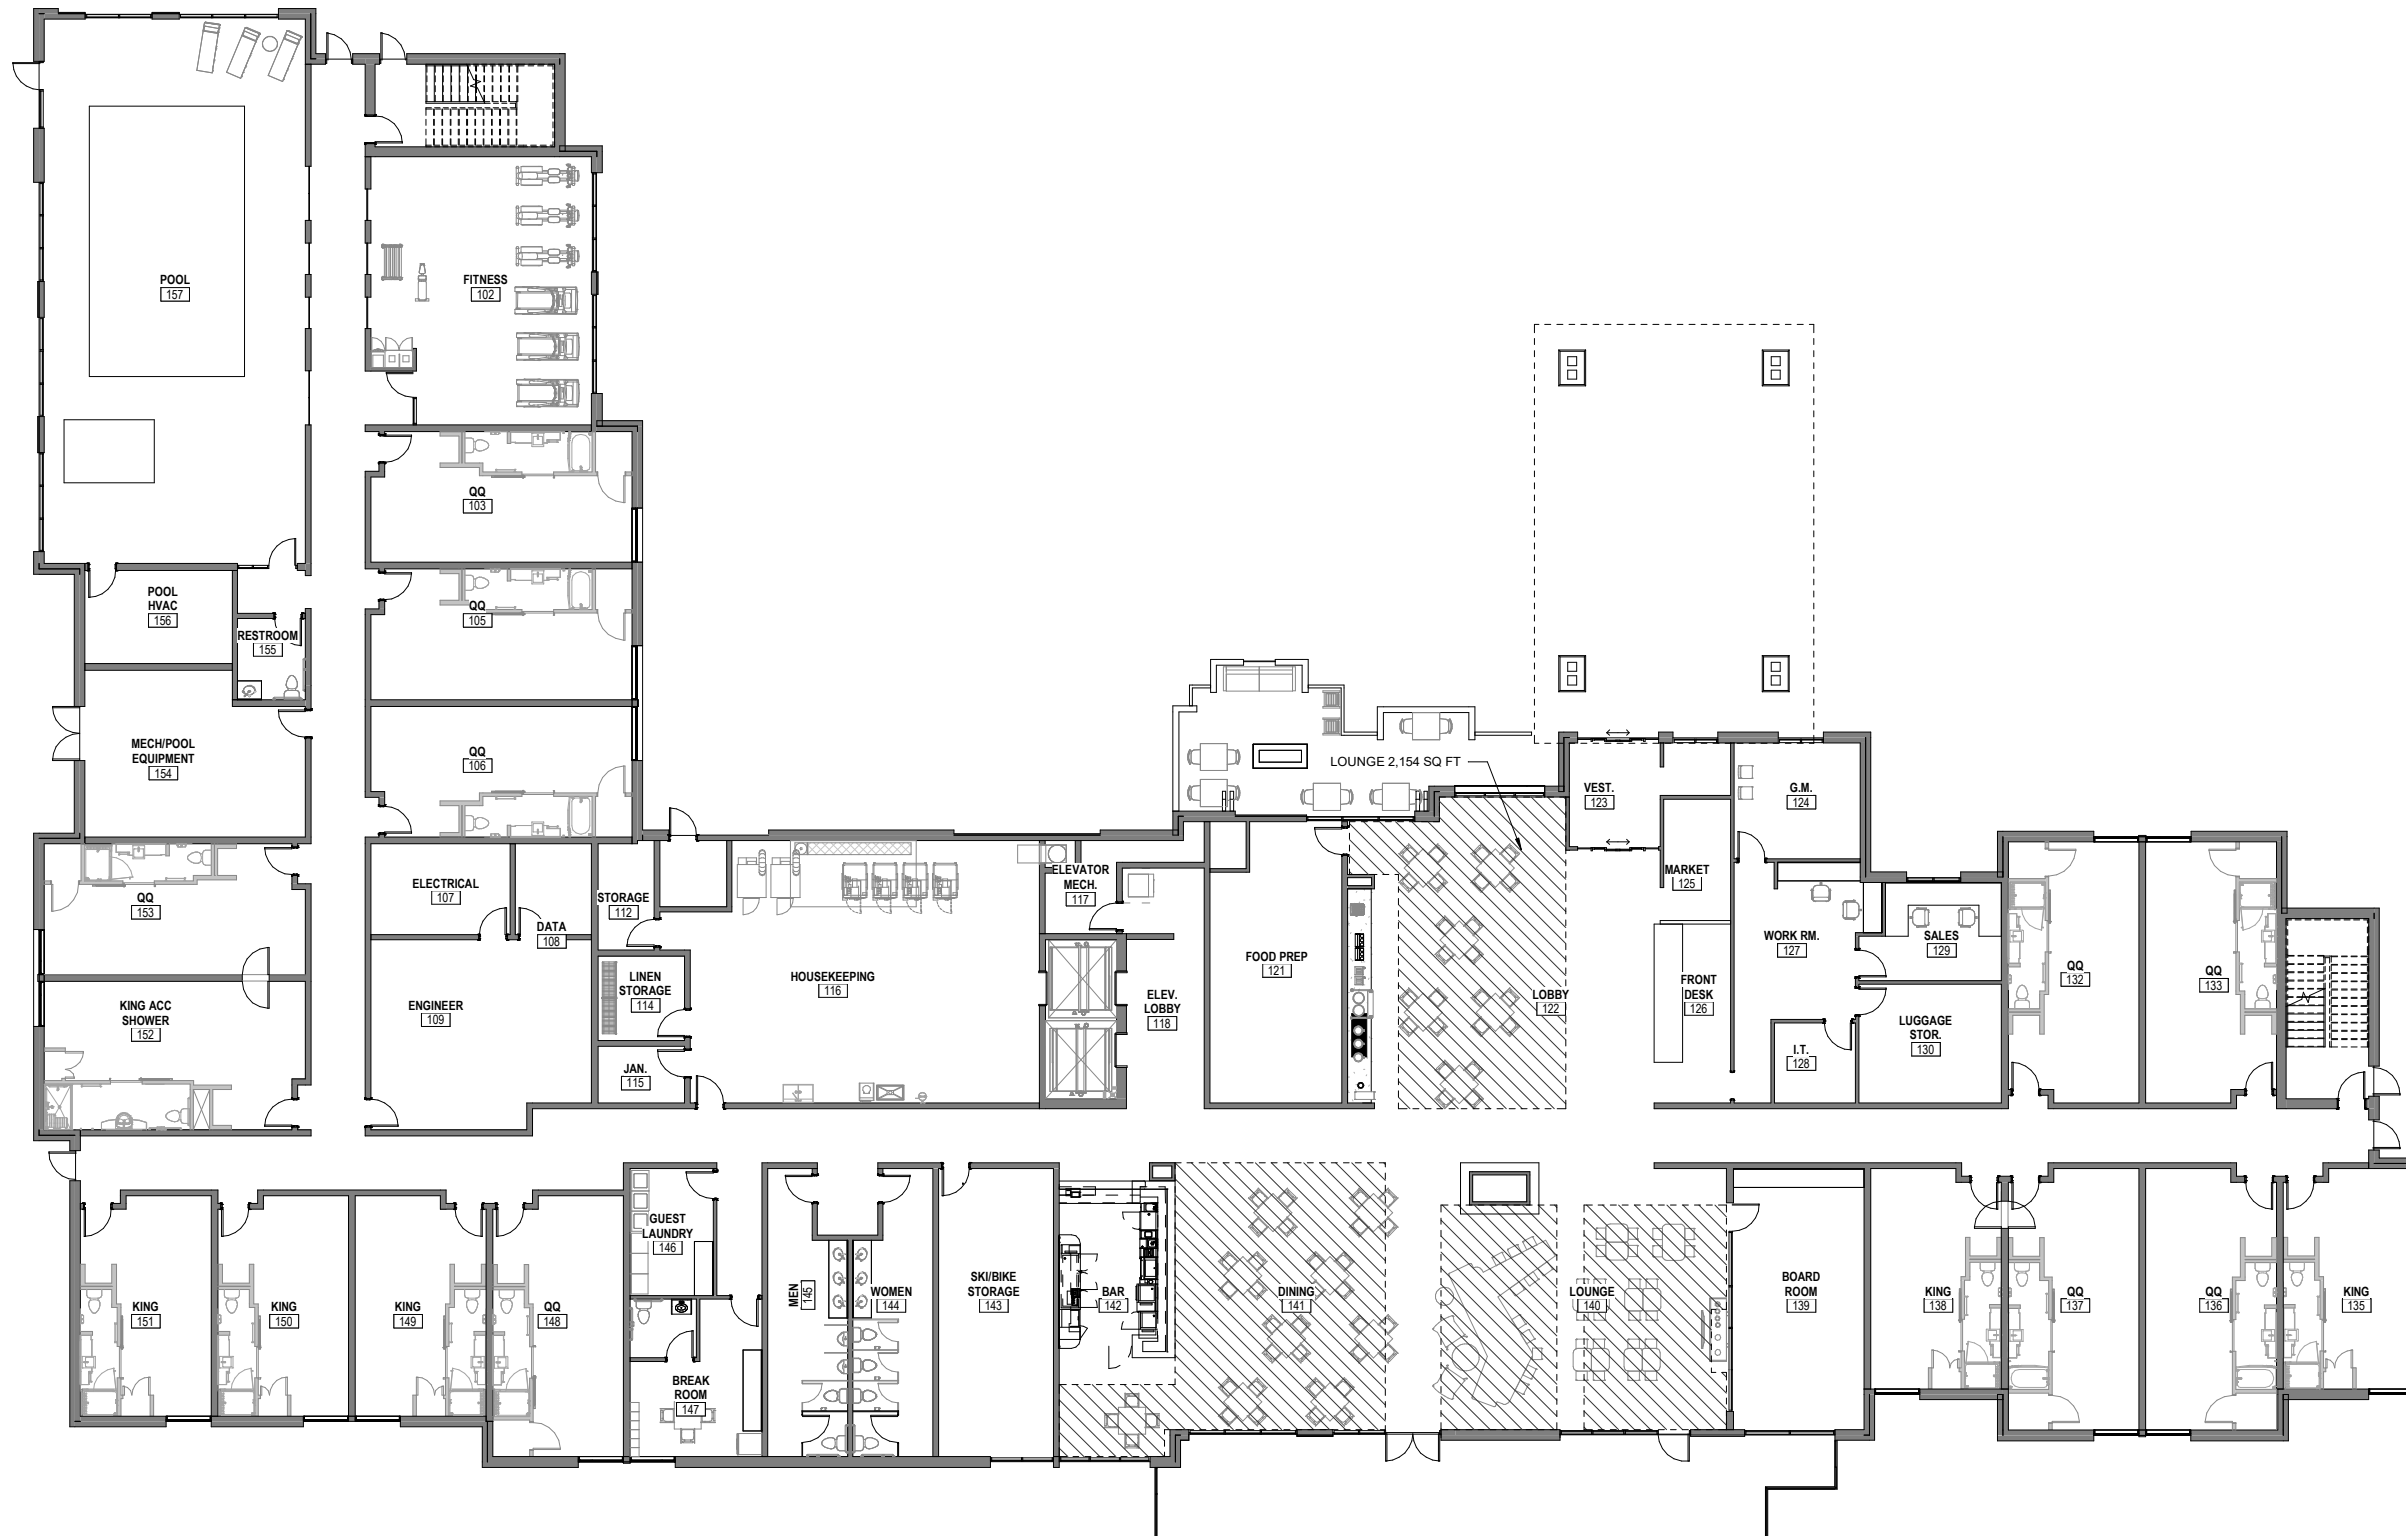 POOL
157
FITNESS
102
QQ
103
QQ
105
POOL
HVAC
156
RESTROOM
155
MECH/POOL
EQUIPMENT
154
QQ
106
LOUNGE 2,154 SQ FT
VEST.
123
G.M.
124
MARKET
125
QQ
153
ELECTRICAL
107
DATA
108
STORAGE
112
ELEVATOR
MECH.
117
KING ACC
SHOWER
152
ENGINEER
109
LINEN
STORAGE
114
JAN.
115
HOUSEKEEPING
116
ELEV.
LOBBY
118
FOOD PREP
121
LOBBY
122
FRONT
DESK
126
WORK RM.
127
SALES
129
I.T.
128
LUGGAGE
STOR.
130
QQ
132
QQ
133
KING
151
KING
150
KING
149
QQ
148
GUEST
LAUNDRY
146
BREAK
ROOM
147
MEN
145
WOMEN
144
SKI/BIKE
STORAGE
143
BAR
142
DINING
141
LOUNGE
140
BOARD
ROOM
139
KING
138
QQ
137
QQ
136
KING
135